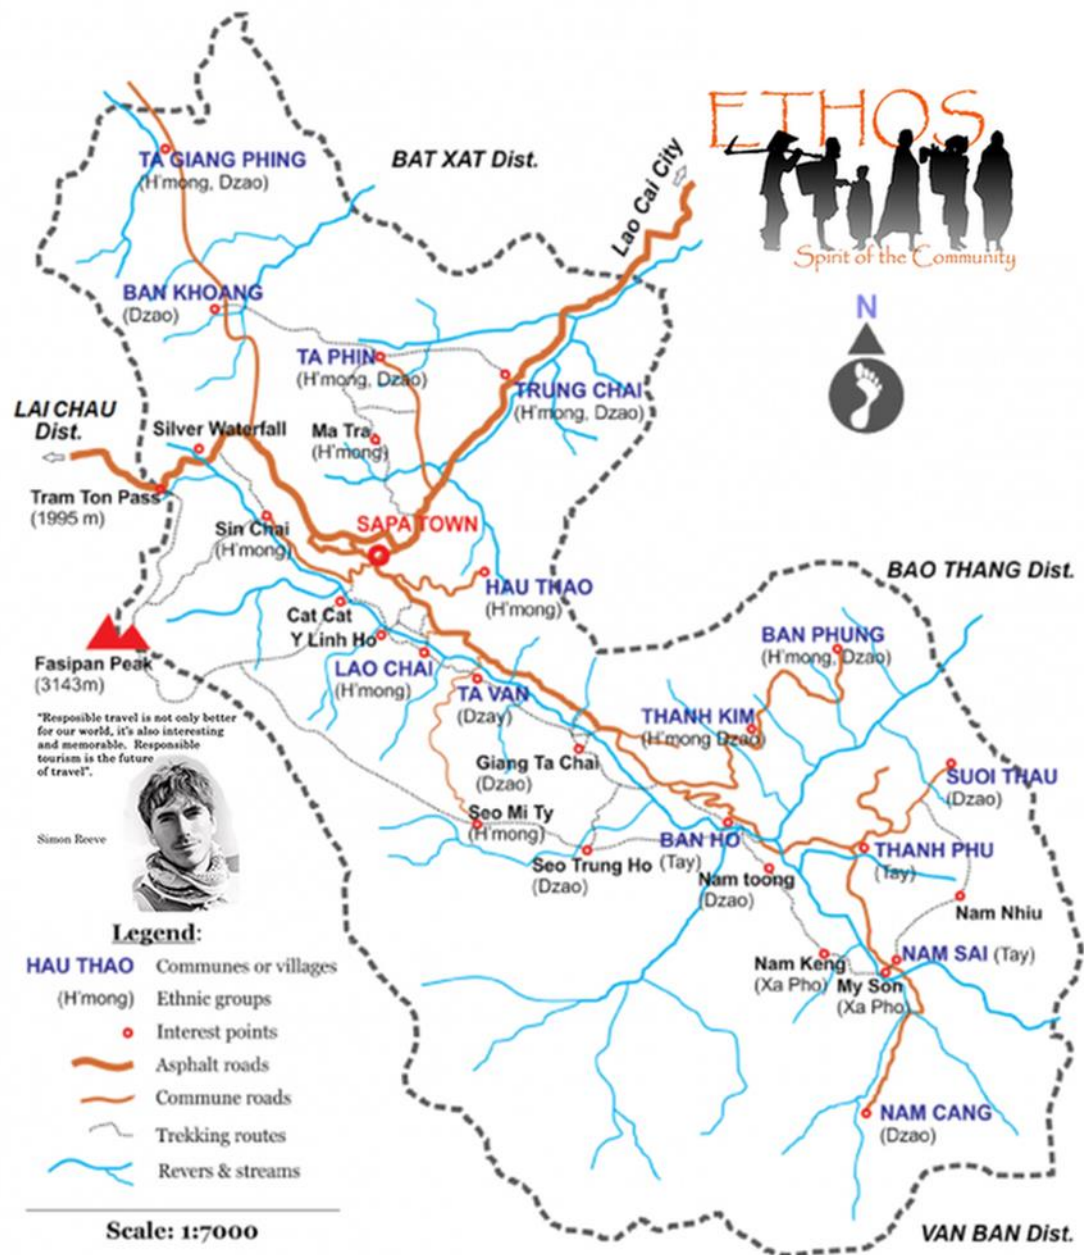 ETHOS
Spirit of the Community
N
BAT XAT Dist.
Lao Cai City
TA GIANG PHING
(H'mong, Dzao)
BAN KHOANG
(Dzao)
TA PHIN
(H'mong, Dzao)
TRUNG CHAI
(H'mong, Dzao)
LAI CHAU
Dist.
Silver Waterfall
Ma Tra
(H'mong)
Tram Ton Pass
(1995 m)
Sin Chai
(H'mong)
SAPA TOWN
HAU THAO
(H'mong)
BAO THANG Dist.
Cat Cat
Y Linh Ho
Fasipan Peak
(3143m)
LAO CHAI
(H'mong)
TA VAN
(Dzay)
BAN PHUNG
(H'mong, Dzao)
THANH KIM
(H'mong Dzao)
Giang Ta Chai
(Dzao)
SUOI THAU
(Dzao)
Seo Mi Ty
(H'mong)
Seo Trung Ho
(Dzao)
BAN HO
(Tay)
THANH PHU
(Tay)
Nam toong
(Dzao)
Nam Nhiu
Nam Keng
(Xa Pho)
My Son
(Xa Pho)
NAM SAI (Tay)
NAM CANG
(Dzao)
VAN BAN Dist.
"Resposible travel is not only better
for our world, it's also interesting
and memorable. Responsible
tourism is the future
of travel".
Simon Reeve
Legend:
HAU THAO Communes or villages
(H'mong) Ethnic groups
Interest points
Asphalt roads
Commune roads
Trekking routes
Revers & streams
Scale: 1:7000